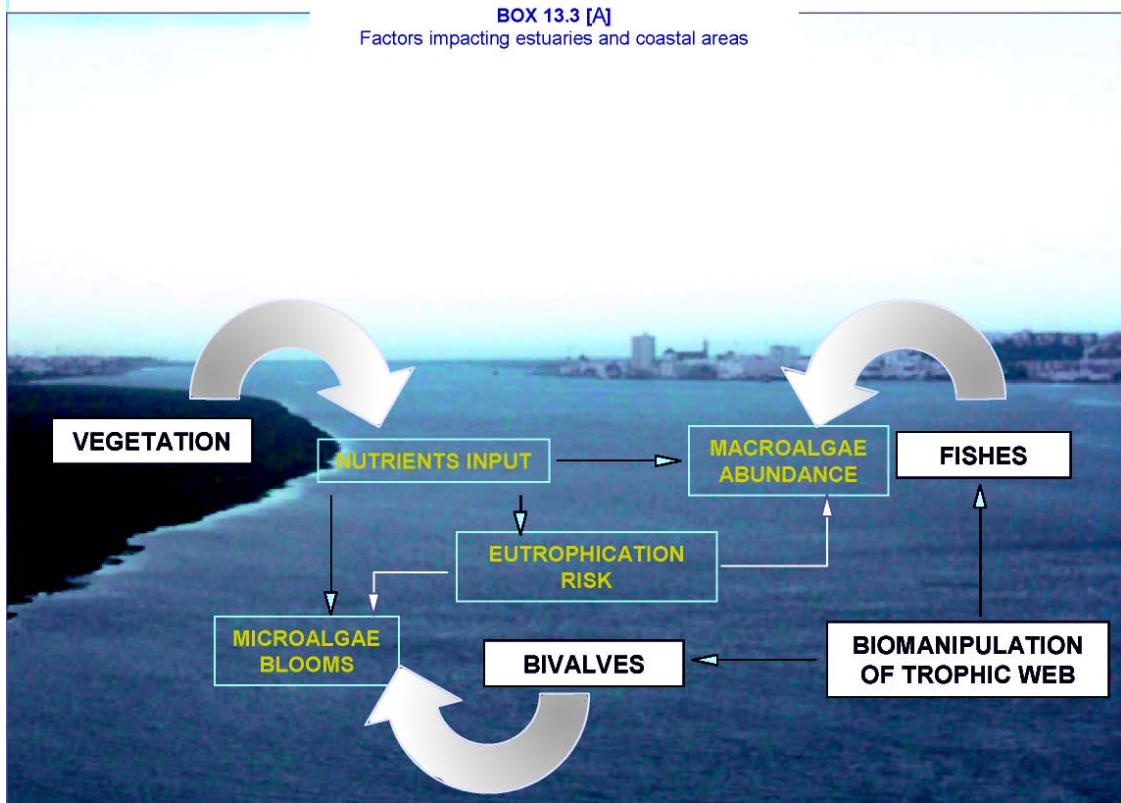 BOX 13.3 [A]
Factors impacting estuaries and coastal areas
VEGETATION
NUTRIENTS INPUT
MACROALGAE
ABUNDANCE
FISHES
EUTROPHICATION
RISK
MICROALGAE
BLOOMS
BIVALVES
BIOMANIPULATION
OF TROPHIC WEB